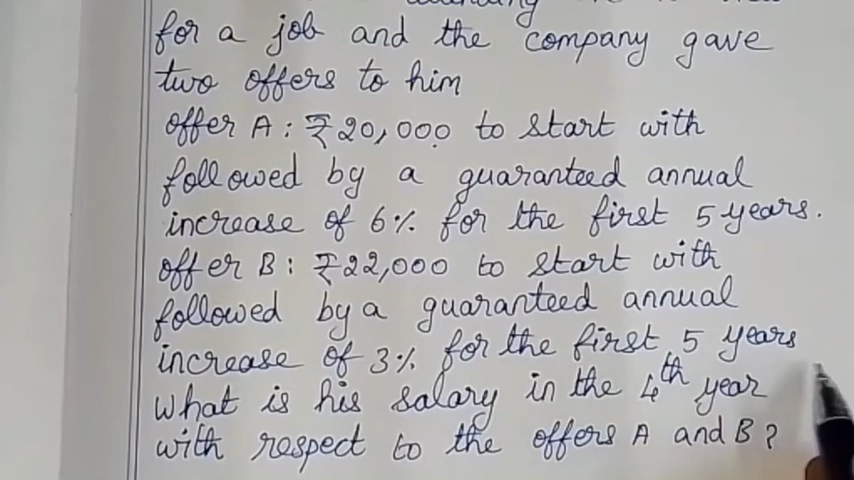 for a job and the company gave
two offers to him
offer A : ₹20,000 to start with
followed by a guaranteed annual
increase of 6% for the first 5 years.
offer B : ₹22,000 to start with
followed by a guaranteed annual
increase of 3% for the first 5 years
What is his salary in the 4th year
with respect to the offers A and B?